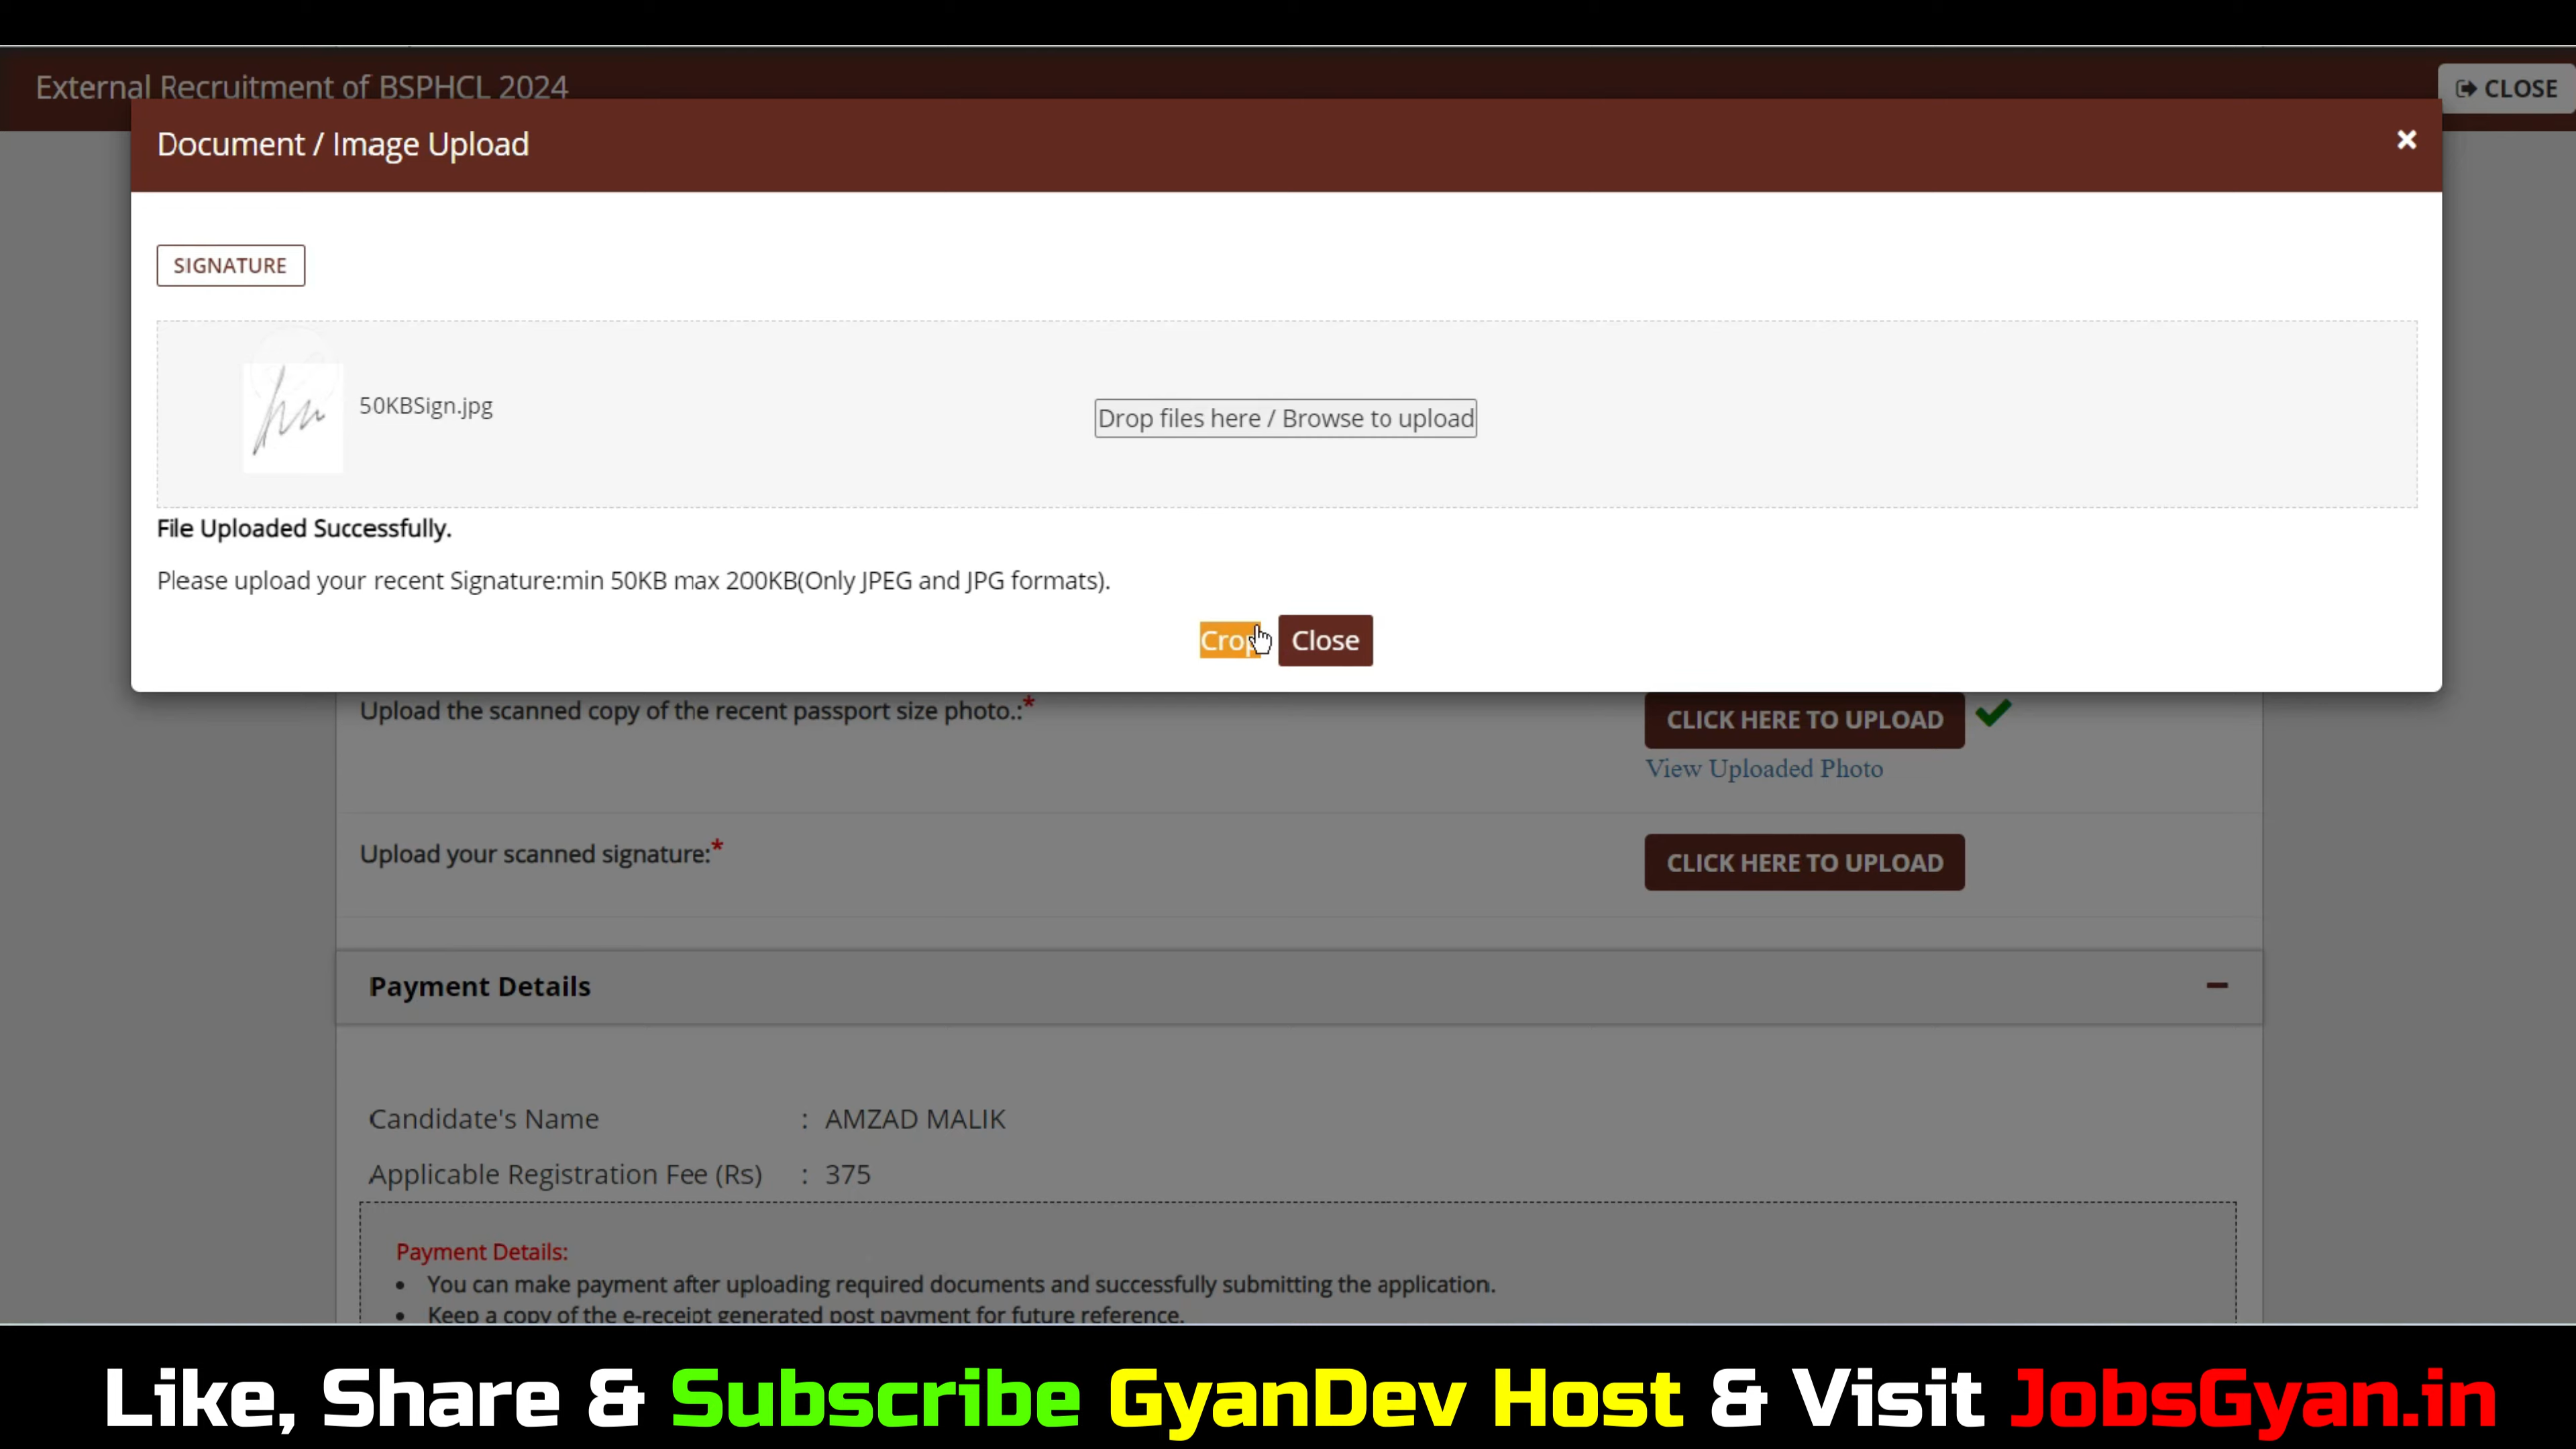 External Recruitment of BSPHCL 2024
CLOSE
Document / Image Upload
SIGNATURE
50KBSign.jpg
Drop files here / Browse to upload
File Uploaded Successfully.
Please upload your recent Signature:min 50KB max 200KB(Only JPEG and JPG formats).
Crop Close
Upload the scanned copy of the recent passport size photo.:*
CLICK HERE TO UPLOAD
View Uploaded Photo
Upload your scanned signature:*
CLICK HERE TO UPLOAD
Payment Details
Candidate's Name : AMZAD MALIK
Applicable Registration Fee (Rs) : 375
Payment Details:
• You can make payment after uploading required documents and successfully submitting the application.
• Keep a copy of the e-receipt generated post payment for future reference.
Like, Share & Subscribe GyanDev Host & Visit JobsGyan.in